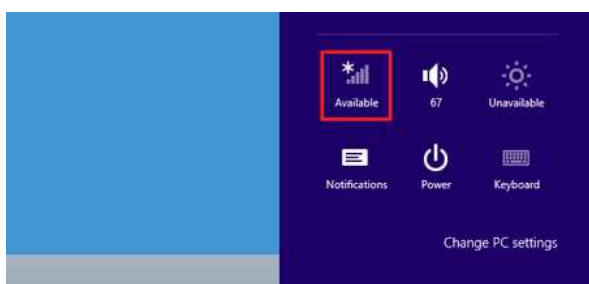 Available 67 Unavailable
Notifications Power Keyboard
Change PC settings